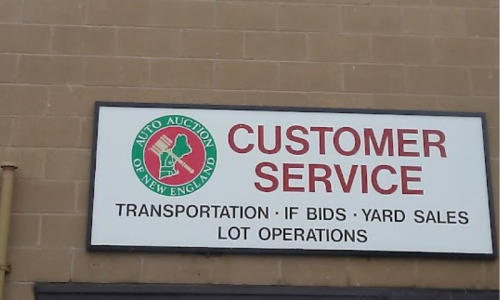 AUTO AUCTION
OF NEW ENGLAND
CUSTOMER
SERVICE
TRANSPORTATION · IF BIDS · YARD SALES
LOT OPERATIONS